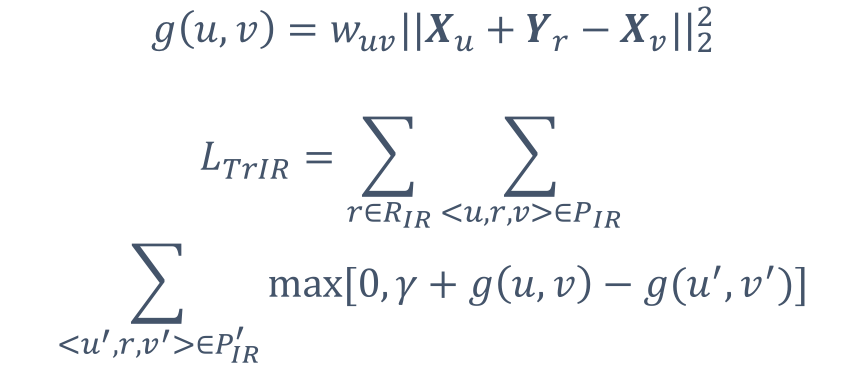 g(u, v) = w_{uv}||X_u + Y_r − X_v||_2^2
L_{TrIR} = ∑_{r∈R_{IR}} ∑_{<u,r,v>∈P_{IR}}
∑_{<u′,r,v′>∈P′_{IR}} max[0, γ + g(u, v) − g(u′, v′)]